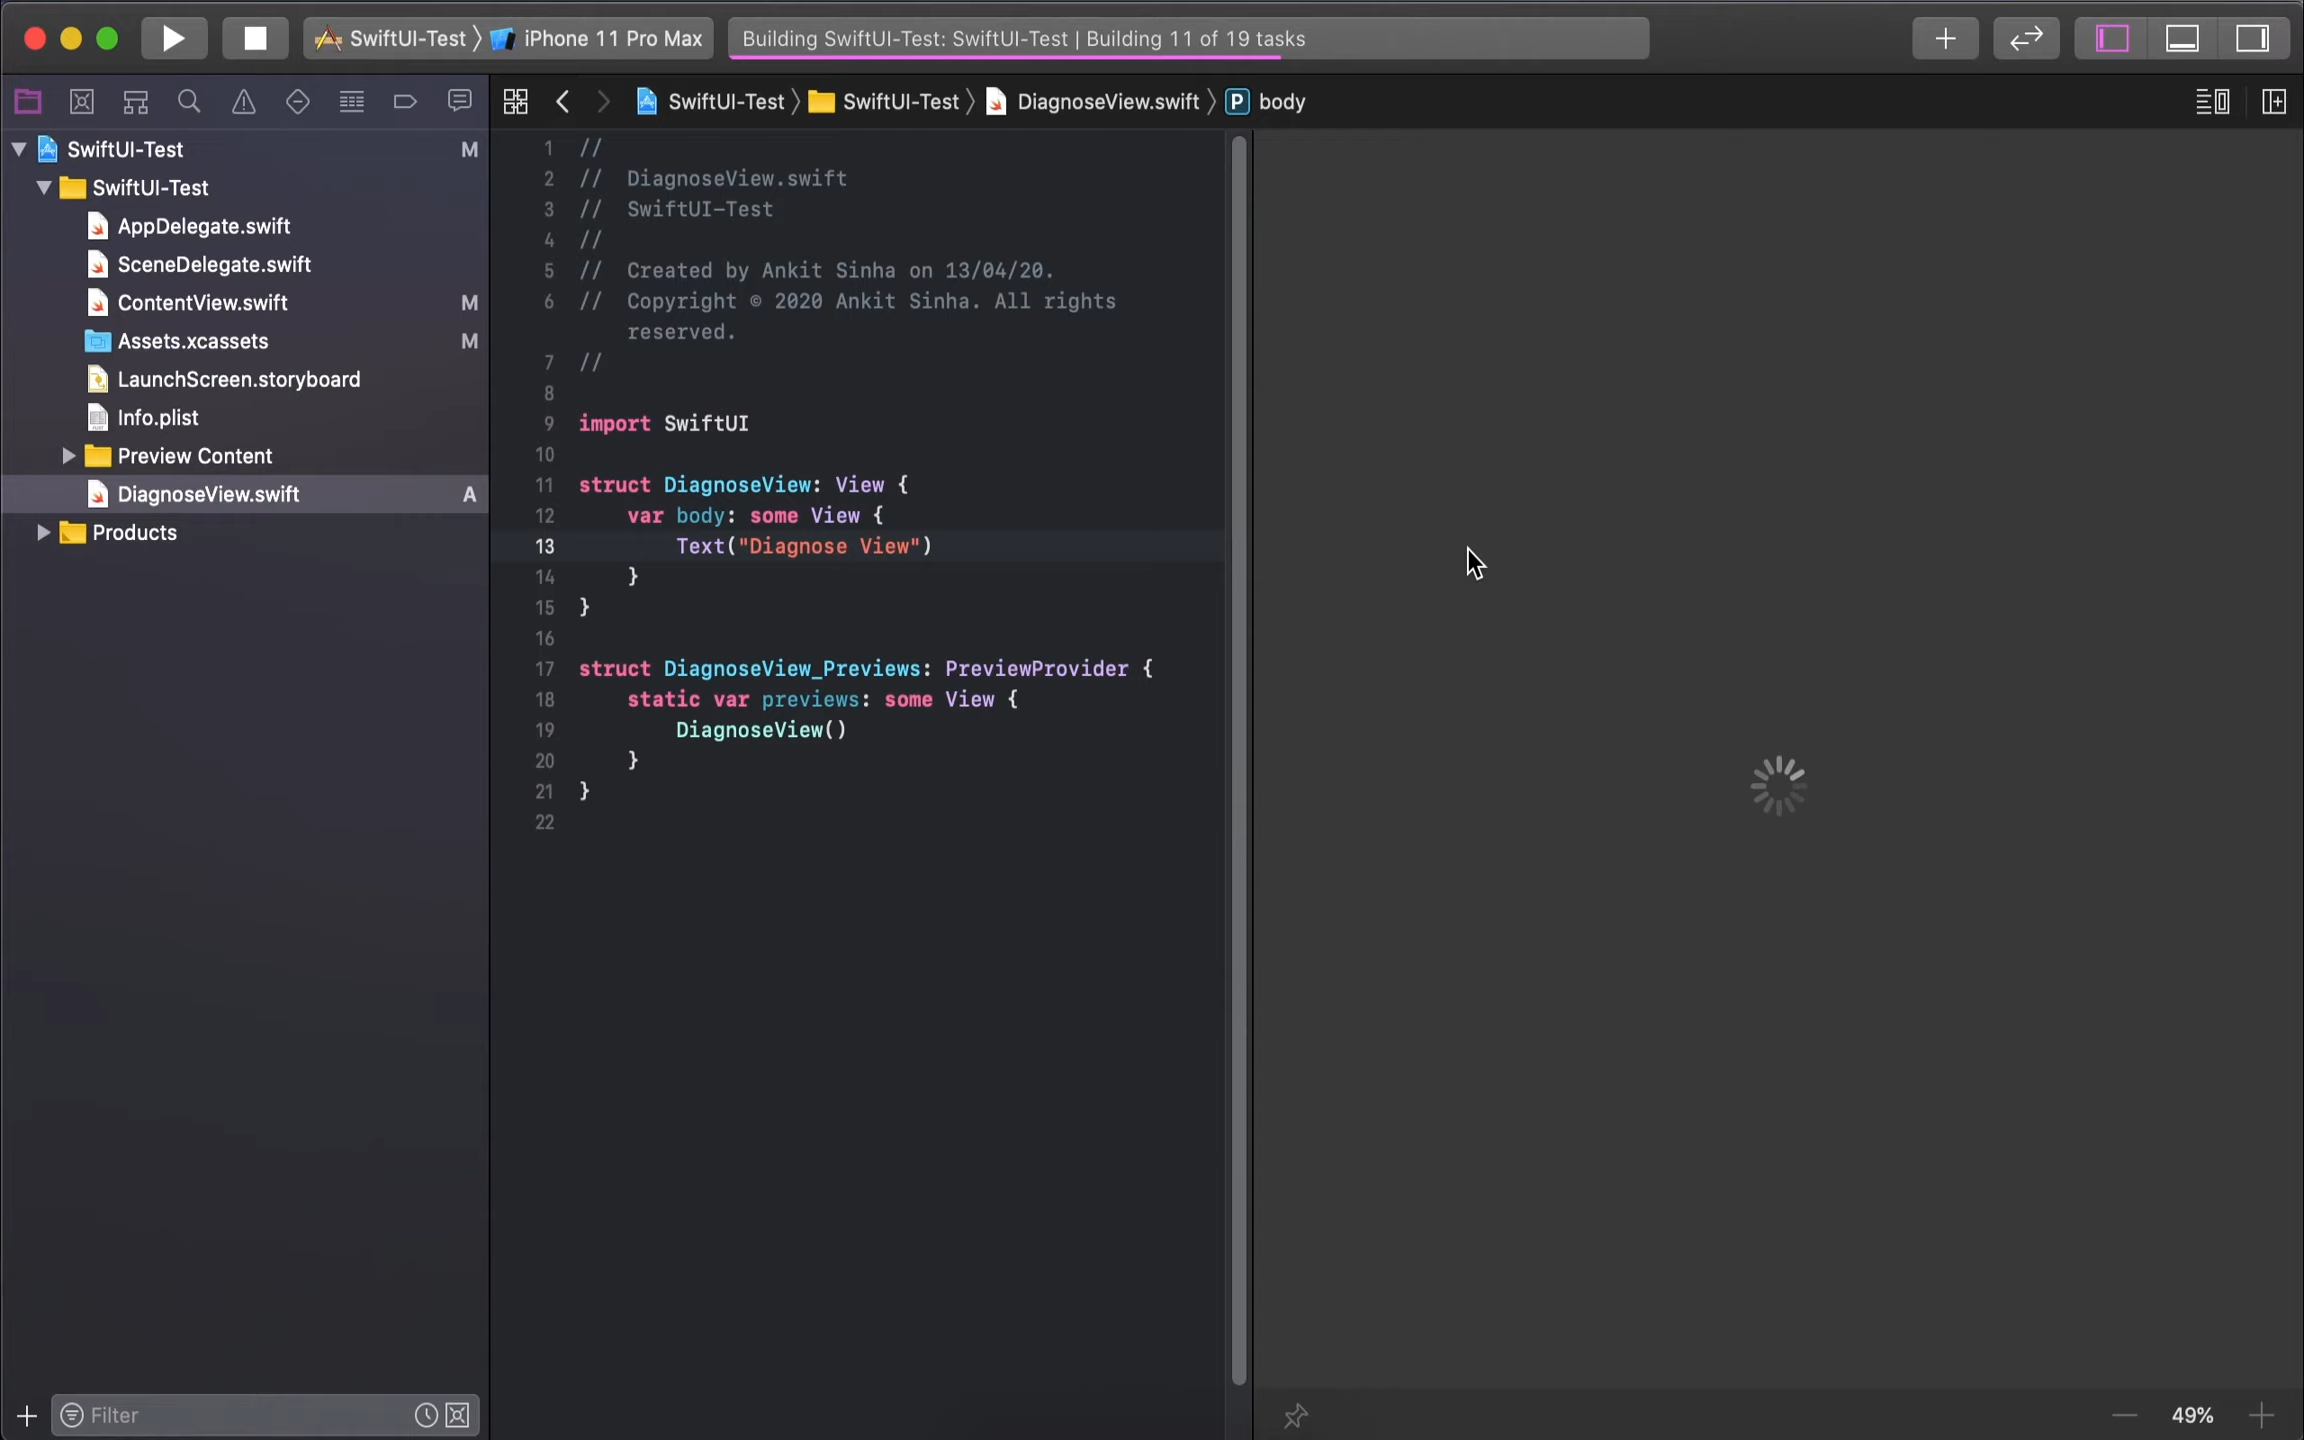 SwiftUI-Test 〉 iPhone 11 Pro Max
Building SwiftUI-Test: SwiftUI-Test | Building 11 of 19 tasks
SwiftUI-Test 〉 SwiftUI-Test 〉 DiagnoseView.swift 〉 P body
SwiftUI-Test M
SwiftUI-Test
AppDelegate.swift
SceneDelegate.swift
ContentView.swift M
Assets.xcassets M
LaunchScreen.storyboard
Info.plist
Preview Content
DiagnoseView.swift A
Products
1 //
2 //  DiagnoseView.swift
3 //  SwiftUI-Test
4 //
5 //  Created by Ankit Sinha on 13/04/20.
6 //  Copyright © 2020 Ankit Sinha. All rights
reserved.
7 //
8
9 import SwiftUI
10
11 struct DiagnoseView: View {
12     var body: some View {
13         Text("Diagnose View")
14     }
15 }
16
17 struct DiagnoseView_Previews: PreviewProvider {
18     static var previews: some View {
19         DiagnoseView()
20     }
21 }
22
Filter
49%